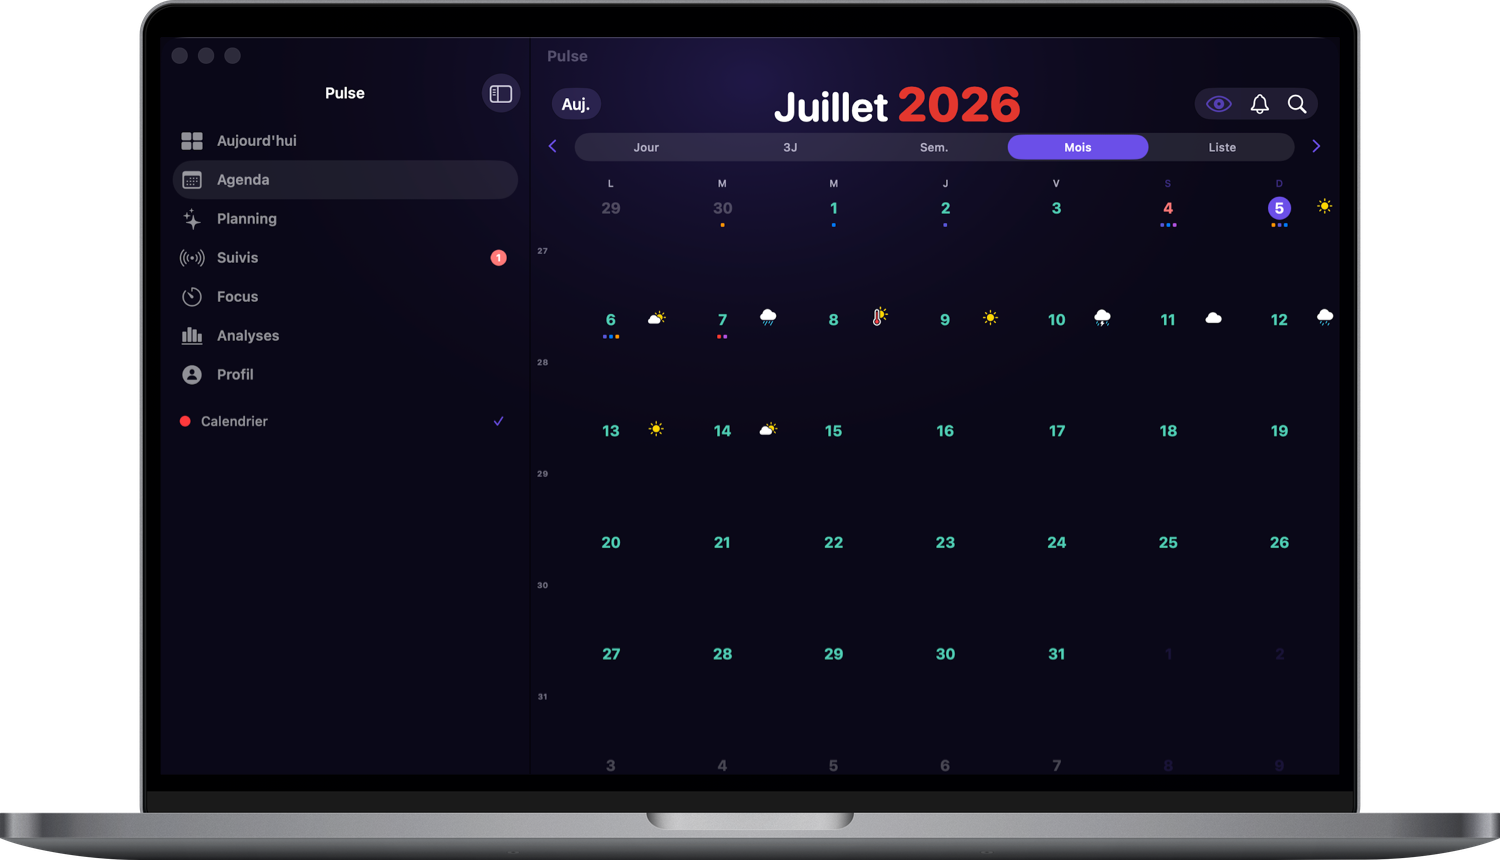 Pulse
Pulse
Auj.
Juillet 2026
Aujourd'hui
Agenda
Planning
Suivis 1
Focus
Analyses
Profil
Calendrier
Jour 3J Sem. Mois Liste
L M M J V S D
29 30 1 2 3 4 5
27
6 7 8 9 10 11 12
28
13 14 15 16 17 18 19
29
20 21 22 23 24 25 26
30
27 28 29 30 31 1 2
31
3 4 5 6 7 8 9